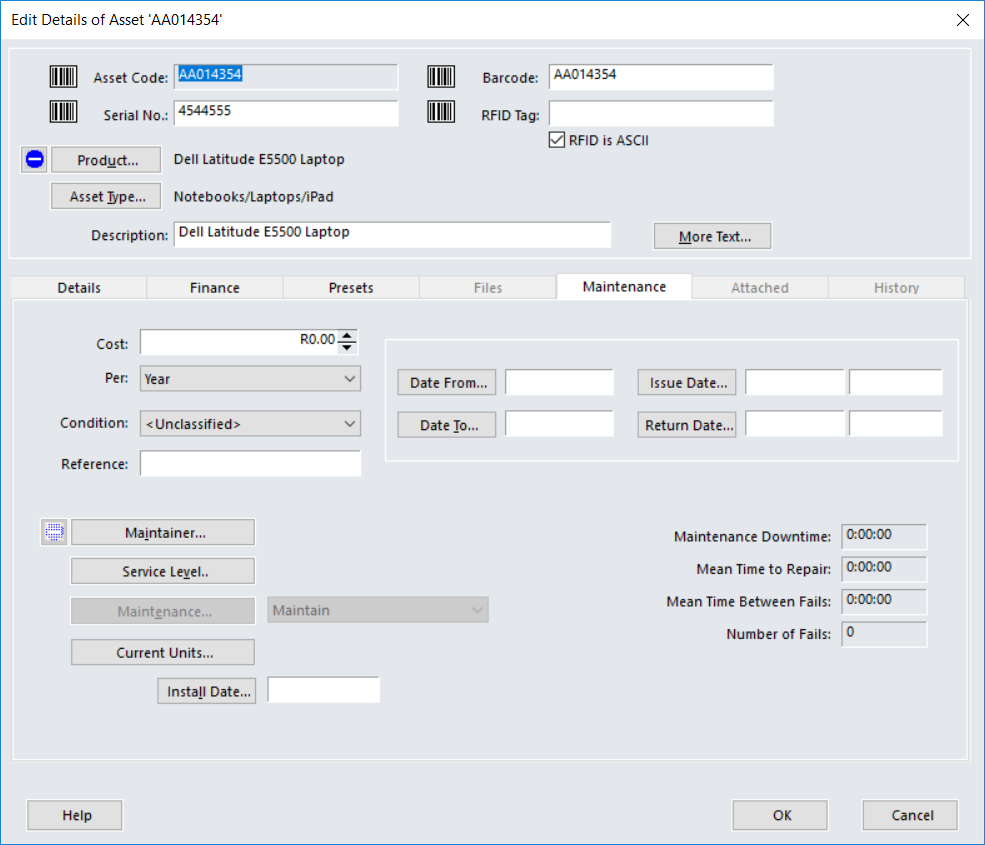 Edit Details of Asset 'AA014354'
Asset Code: AA014354 Barcode: AA014354
Serial No.: 4544555 RFID Tag:
RFID is ASCII
Product... Dell Latitude E5500 Laptop
Asset Type... Notebooks/Laptops/iPad
Description: Dell Latitude E5500 Laptop More Text...
Details Finance Presets Files Maintenance Attached History
Cost: R0.00
Per: Year
Date From... Issue Date...
Condition: <Unclassified>
Date To... Return Date...
Reference:
Maintainer...
Maintenance Downtime: 0:00:00
Service Level..
Mean Time to Repair: 0:00:00
Maintenance... Maintain
Mean Time Between Fails: 0:00:00
Number of Fails: 0
Current Units...
Install Date...
Help OK Cancel